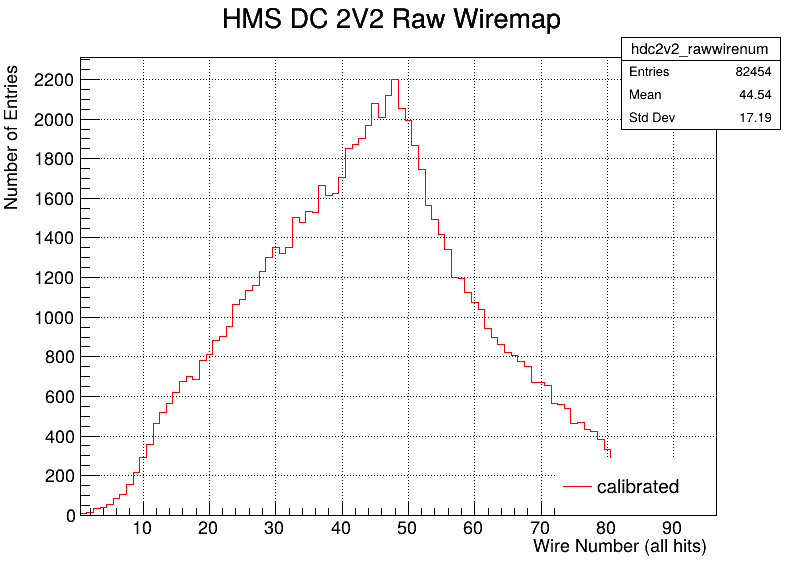 HMS DC 2V2 Raw Wiremap
hdc2v2_rawwirenum
Entries 82454
Mean 44.54
Std Dev 17.19
Number of Entries
2200
2000
1800
1600
1400
1200
1000
800
600
400
200
0
10 20 30 40 50 60 70 80 90
Wire Number (all hits)
calibrated